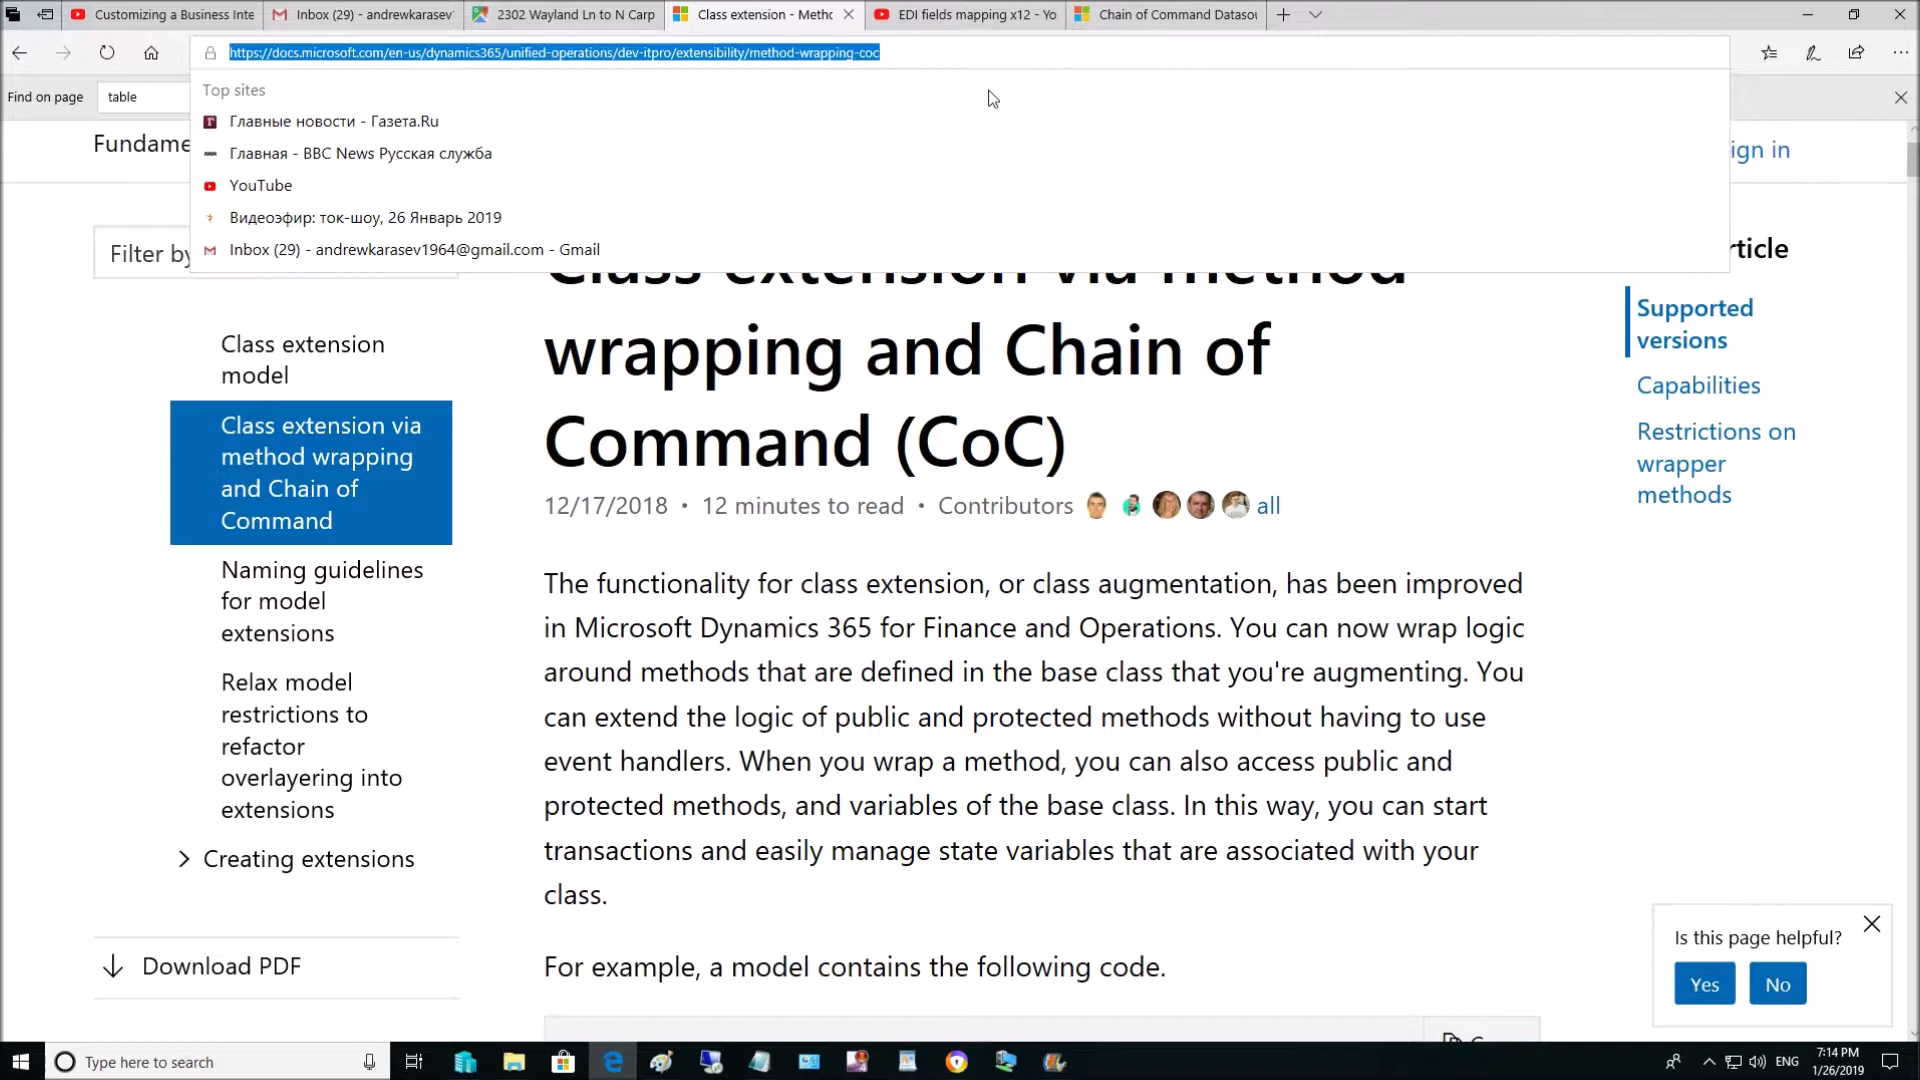 Customizing a Business Inte
Inbox (29) - andrewkarasev
2302 Wayland Ln to N Carp
Class extension - Metho
EDI fields mapping x12 - Yo
Chain of Command Datasou
https://docs.microsoft.com/en-us/dynamics365/unified-operations/dev-itpro/extensibility/method-wrapping-coc
Find on page
table
Top sites
Главные новости - Газета.Ru
Главная - BBC News Русская служба
YouTube
Видеоэфир: ток-шоу, 26 Январь 2019
Inbox (29) - andrewkarasev1964@gmail.com - Gmail
Fundame
ign in
Filter by
Class extension
model
Class extension via
method wrapping
and Chain of
Command
Naming guidelines
for model
extensions
Relax model
restrictions to
refactor
overlayering into
extensions
Creating extensions
Download PDF
Class extension via method
wrapping and Chain of
Command (CoC)
12/17/2018 • 12 minutes to read • Contributors all
The functionality for class extension, or class augmentation, has been improved
in Microsoft Dynamics 365 for Finance and Operations. You can now wrap logic
around methods that are defined in the base class that you're augmenting. You
can extend the logic of public and protected methods without having to use
event handlers. When you wrap a method, you can also access public and
protected methods, and variables of the base class. In this way, you can start
transactions and easily manage state variables that are associated with your
class.
For example, a model contains the following code.
rticle
Supported
versions
Capabilities
Restrictions on
wrapper
methods
Is this page helpful?
Yes
No
Type here to search
ENG
7:14 PM
1/26/2019